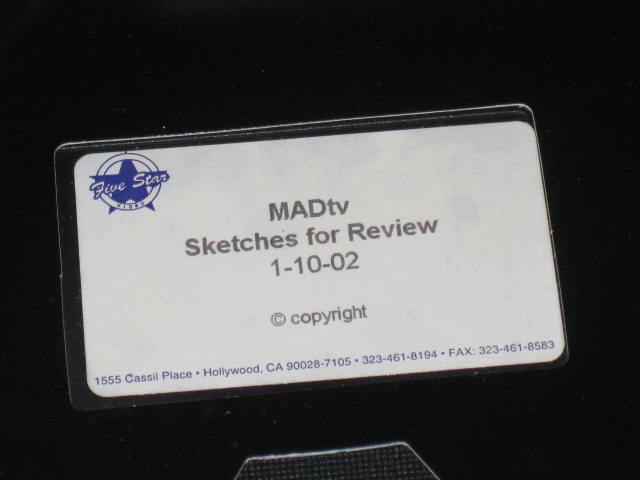 Five Star
VIDEO
MADtv
Sketches for Review
1-10-02
© copyright
1555 Cassil Place • Hollywood, CA 90028-7105 • 323-461-8194 • FAX: 323-461-8583